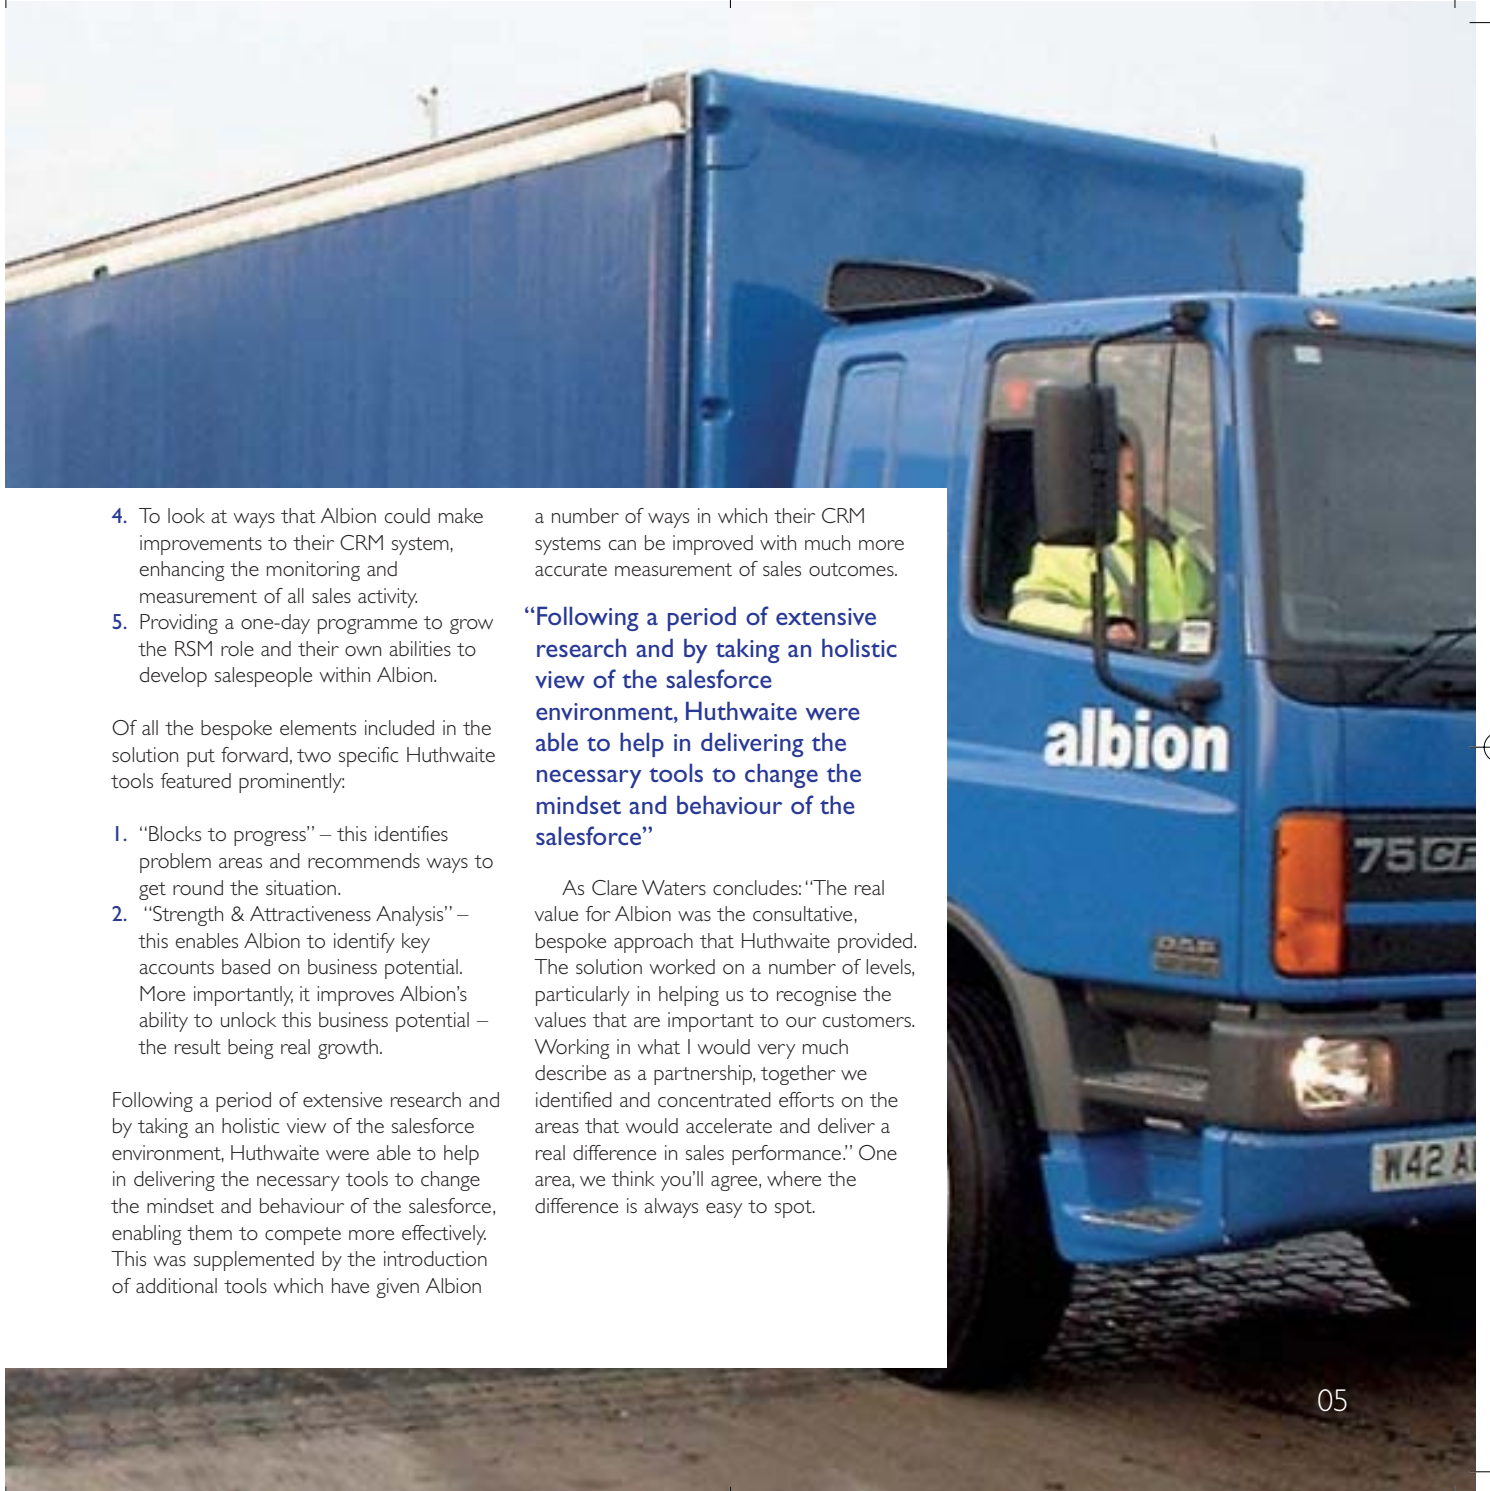 4. To look at ways that Albion could make
improvements to their CRM system,
enhancing the monitoring and
measurement of all sales activity.
5. Providing a one-day programme to grow
the RSM role and their own abilities to
develop salespeople within Albion.
Of all the bespoke elements included in the
solution put forward, two specific Huthwaite
tools featured prominently:
1. “Blocks to progress” – this identifies
problem areas and recommends ways to
get round the situation.
2. “Strength & Attractiveness Analysis” –
this enables Albion to identify key
accounts based on business potential.
More importantly, it improves Albion’s
ability to unlock this business potential –
the result being real growth.
Following a period of extensive research and
by taking an holistic view of the salesforce
environment, Huthwaite were able to help
in delivering the necessary tools to change
the mindset and behaviour of the salesforce,
enabling them to compete more effectively.
This was supplemented by the introduction
of additional tools which have given Albion
a number of ways in which their CRM
systems can be improved with much more
accurate measurement of sales outcomes.
“Following a period of extensive
research and by taking an holistic
view of the salesforce
environment, Huthwaite were
able to help in delivering the
necessary tools to change the
mindset and behaviour of the
salesforce”
As Clare Waters concludes: “The real
value for Albion was the consultative,
bespoke approach that Huthwaite provided.
The solution worked on a number of levels,
particularly in helping us to recognise the
values that are important to our customers.
Working in what I would very much
describe as a partnership, together we
identified and concentrated efforts on the
areas that would accelerate and deliver a
real difference in sales performance.” One
area, we think you’ll agree, where the
difference is always easy to spot.
albion
75CF
DAF
W42 A
05